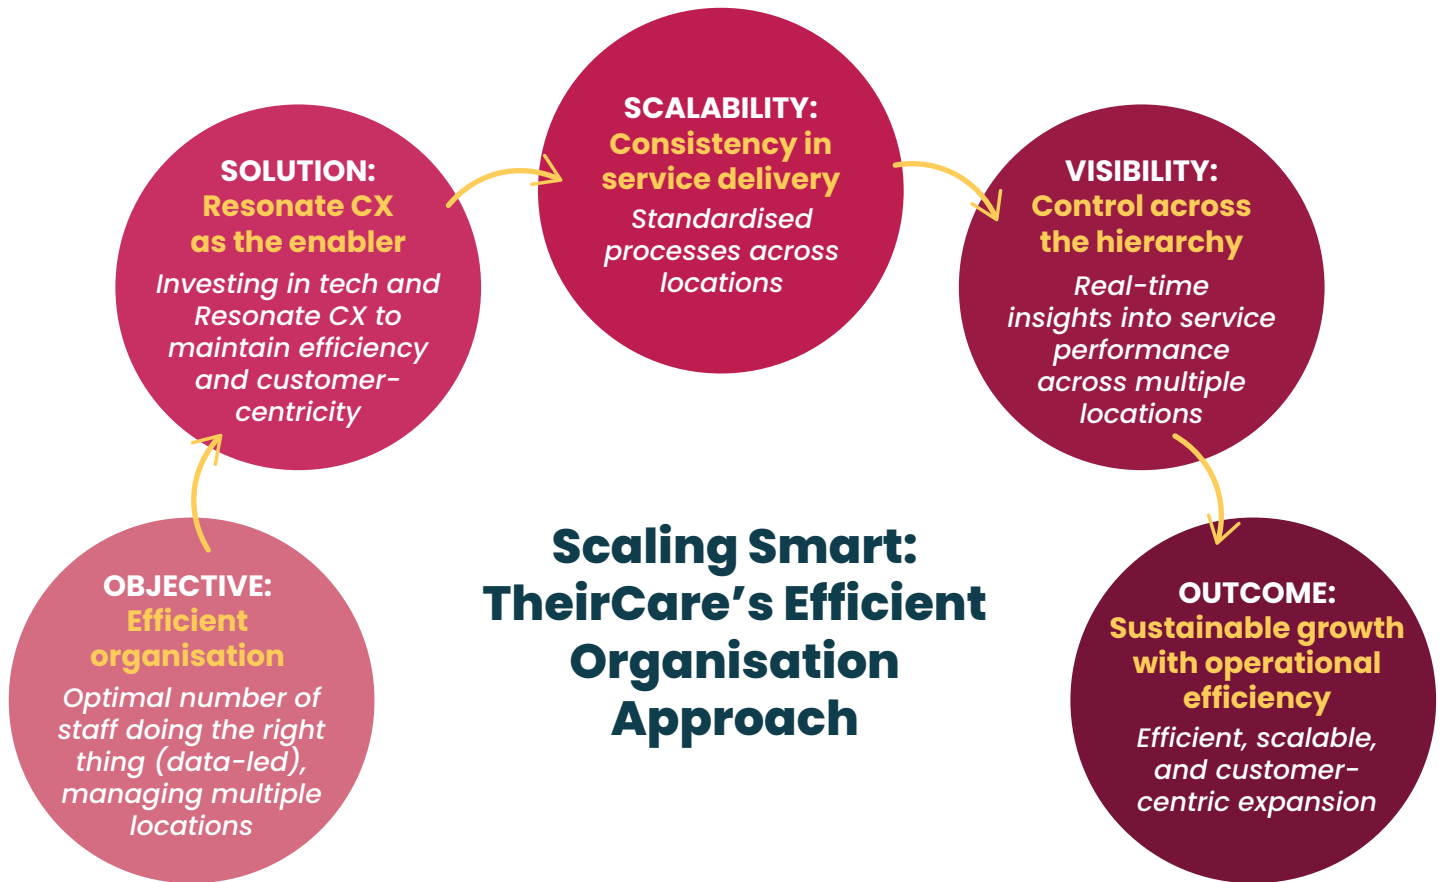 OBJECTIVE:
Efficient
organisation
Optimal number of
staff doing the right
thing (data-led),
managing multiple
locations
SOLUTION:
Resonate CX
as the enabler
Investing in tech and
Resonate CX to
maintain efficiency
and customer-
centricity
SCALABILITY:
Consistency in
service delivery
Standardised
processes across
locations
VISIBILITY:
Control across
the hierarchy
Real-time
insights into service
performance
across multiple
locations
OUTCOME:
Sustainable growth
with operational
efficiency
Efficient, scalable,
and customer-
centric expansion
Scaling Smart:
TheirCare’s Efficient
Organisation
Approach